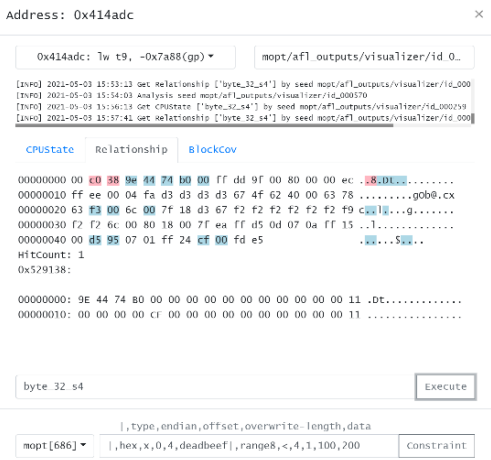 Address: 0x414adc
×
0x414adc: lw t9, -0x7a88(gp)
mopt/afl_outputs/visualizer/id_0...
[INFO] 2021-05-03 15:53:13 Get Relationship ['byte_32_s4'] by seed mopt/afl_outputs/visualizer/id_000
[INFO] 2021-05-03 15:54:03 Analysis seed mopt/afl_outputs/visualizer/id_000570
[INFO] 2021-05-03 15:56:13 Get CPUState ['byte_32_s4'] by seed mopt/afl_outputs/visualizer/id_000259
[INFO] 2021-05-03 15:57:41 Get Relationship ['byte_32_s4'] by seed mopt/afl_outputs/visualizer/id_000
CPUState Relationship BlockCov
00000000 00 c0 38 9e 44 74 b0 00 ff dd 9f 00 80 00 00 ec ..8.Dt..........
00000010 ff ee 00 04 fa d3 d3 d3 d3 67 4f 62 40 00 63 78 .........gOb@.cx
00000020 63 f3 00 6c 00 7f 18 d3 67 f2 f2 f2 f2 f2 f2 f9 c..l....g.......
00000030 f2 f2 6c 00 80 18 00 7f ea ff d5 0d 07 0a ff 15 ..l.............
00000040 00 d5 95 07 01 ff 24 cf 00 fd e5 ......$....
HitCount: 1
0x529138:
00000000: 9E 44 74 B0 00 00 00 00 00 00 00 00 00 00 00 11 .Dt.............
00000010: 00 00 00 00 CF 00 00 00 00 00 00 00 00 00 00 11 ................
byte_32_s4
Execute
|,type,endian,offset,overwrite-length,data
mopt[686]
|,hex,x,0,4,deadbeef|,range8,<,4,1,100,200
Constraint